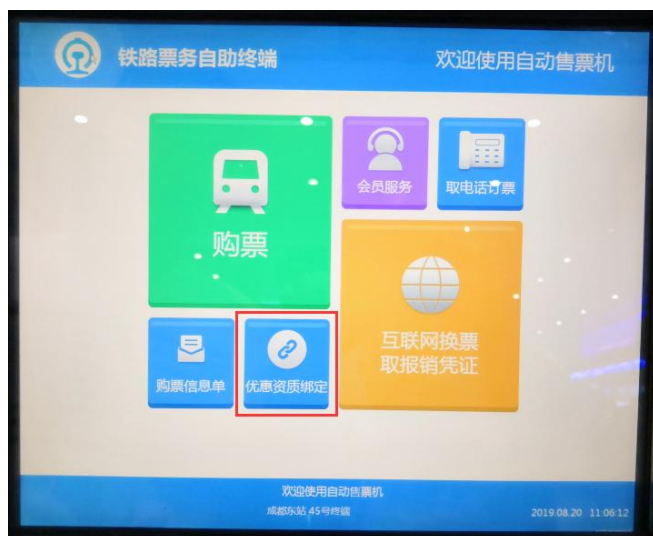 铁路票务自助终端
欢迎使用自动售票机
购票
会员服务
取电话订票
购票信息单
优惠资质绑定
互联网换票
取报销凭证
欢迎使用自动售票机
成都东站 45号终端
2019.08.20 11:06:12